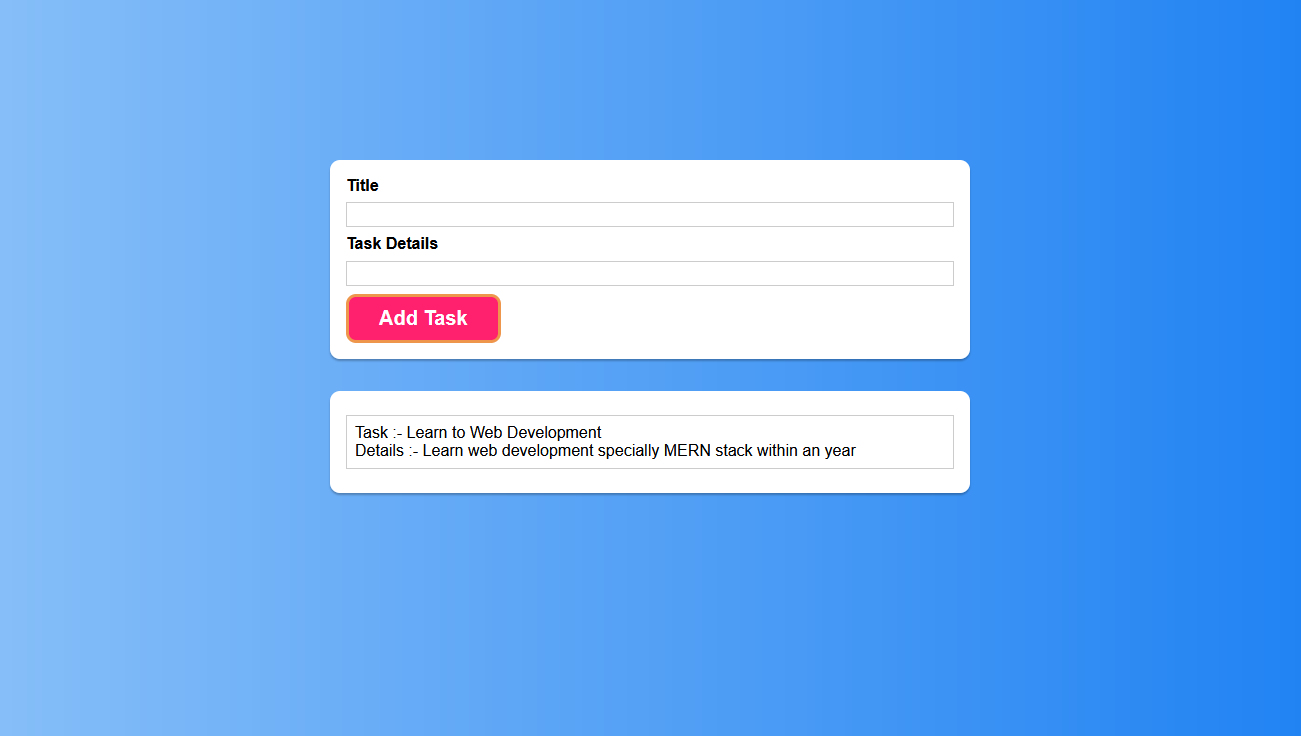 Title
Task Details
Add Task
Task :- Learn to Web Development
Details :- Learn web development specially MERN stack within an year